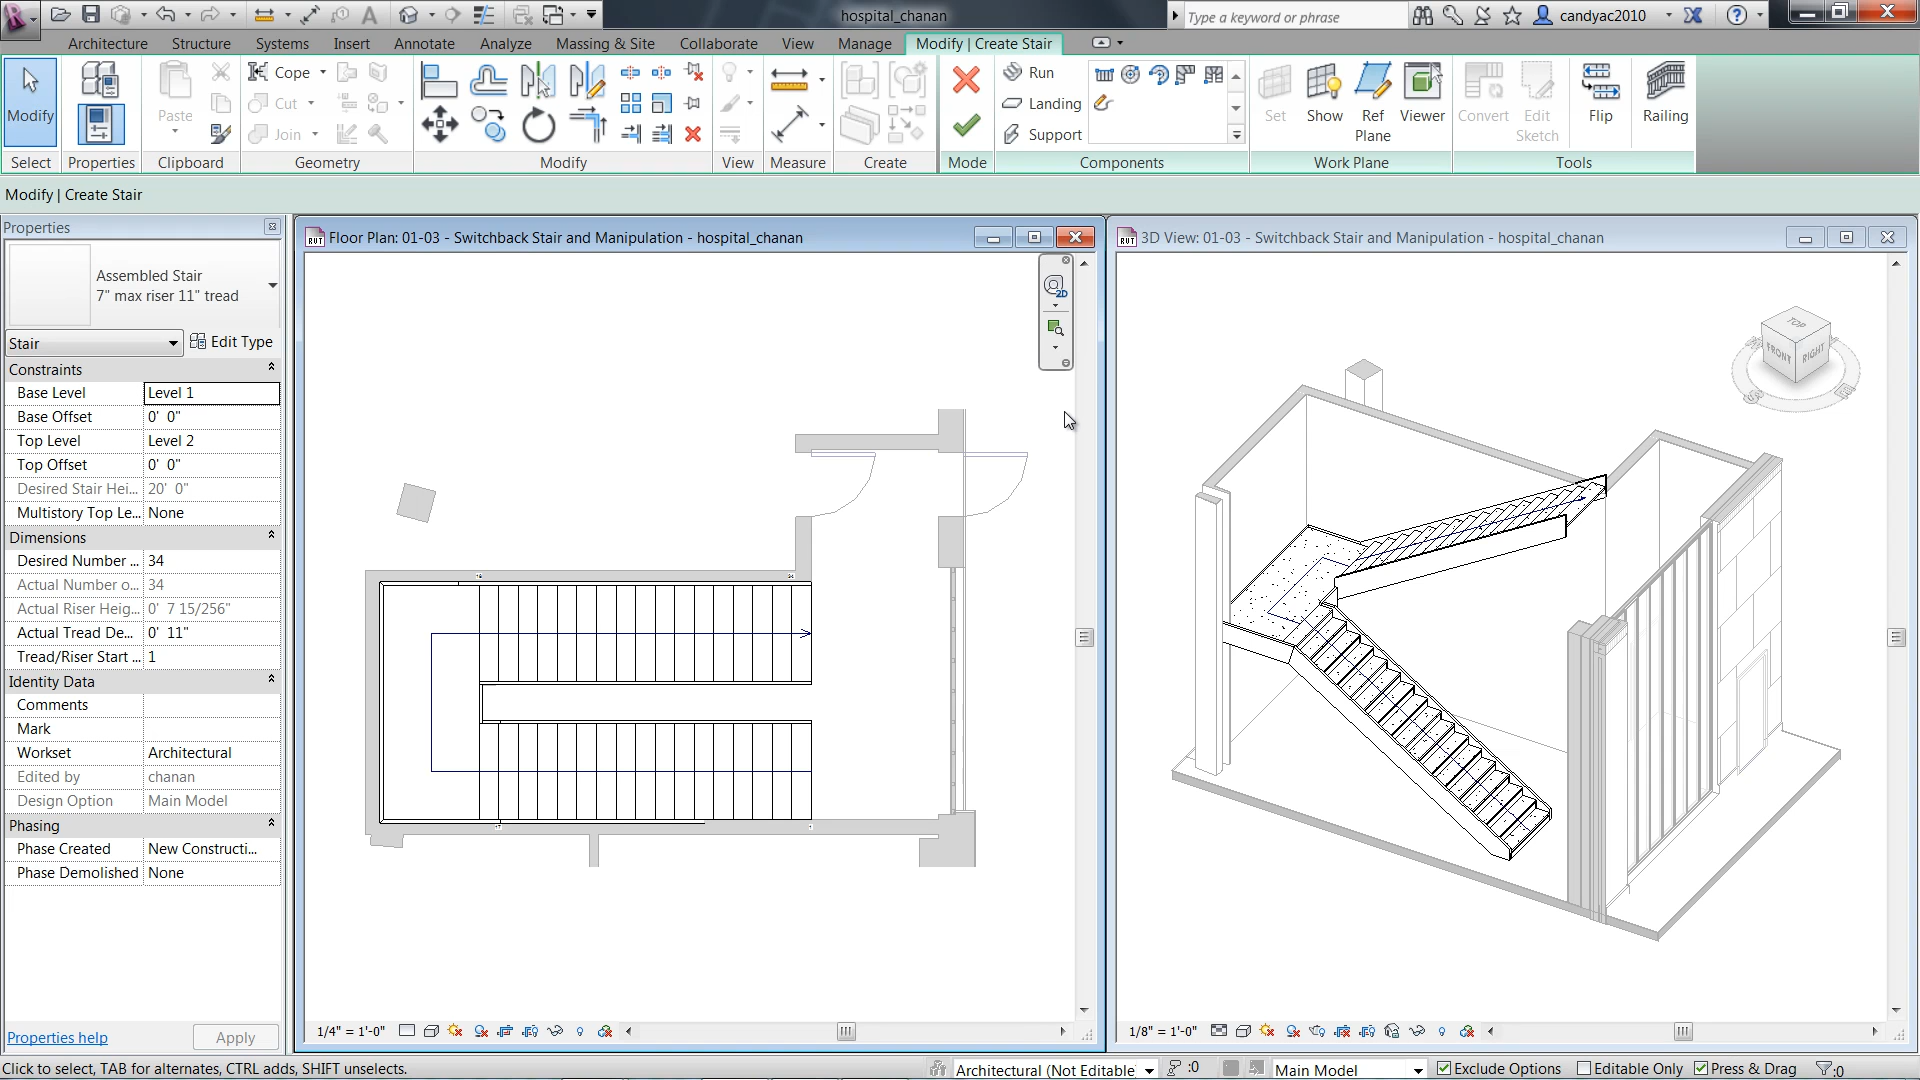 hospital_chanan
Type a keyword or phrase
candyac2010
Architecture
Structure
Systems
Insert
Annotate
Analyze
Massing & Site
Collaborate
View
Manage
Modify | Create Stair
Modify
Paste
Cope
Cut
Join
Run
Landing
Support
Set
Show
Ref
Plane
Viewer
Convert
Edit
Sketch
Flip
Railing
Select
Properties
Clipboard
Geometry
Modify
View
Measure
Create
Mode
Components
Work Plane
Tools
Modify | Create Stair
Properties
Assembled Stair
7" max riser 11" tread
Stair
Edit Type
Constraints
Base Level Level 1
Base Offset 0' 0"
Top Level Level 2
Top Offset 0' 0"
Desired Stair Hei... 20' 0"
Multistory Top Le... None
Dimensions
Desired Number ... 34
Actual Number o... 34
Actual Riser Heig... 0' 7 15/256"
Actual Tread De... 0' 11"
Tread/Riser Start ... 1
Identity Data
Comments
Mark
Workset Architectural
Edited by chanan
Design Option Main Model
Phasing
Phase Created New Constructi...
Phase Demolished None
Properties help
Apply
RVT
Floor Plan: 01-03 - Switchback Stair and Manipulation - hospital_chanan
2D
1/4" = 1'-0"
RVT
3D View: 01-03 - Switchback Stair and Manipulation - hospital_chanan
TOP
FRONT
RIGHT
S
E
1/8" = 1'-0"
Click to select, TAB for alternates, CTRL adds, SHIFT unselects.
Architectural (Not Editable)
:0
Main Model
Exclude Options
Editable Only
Press & Drag
:0